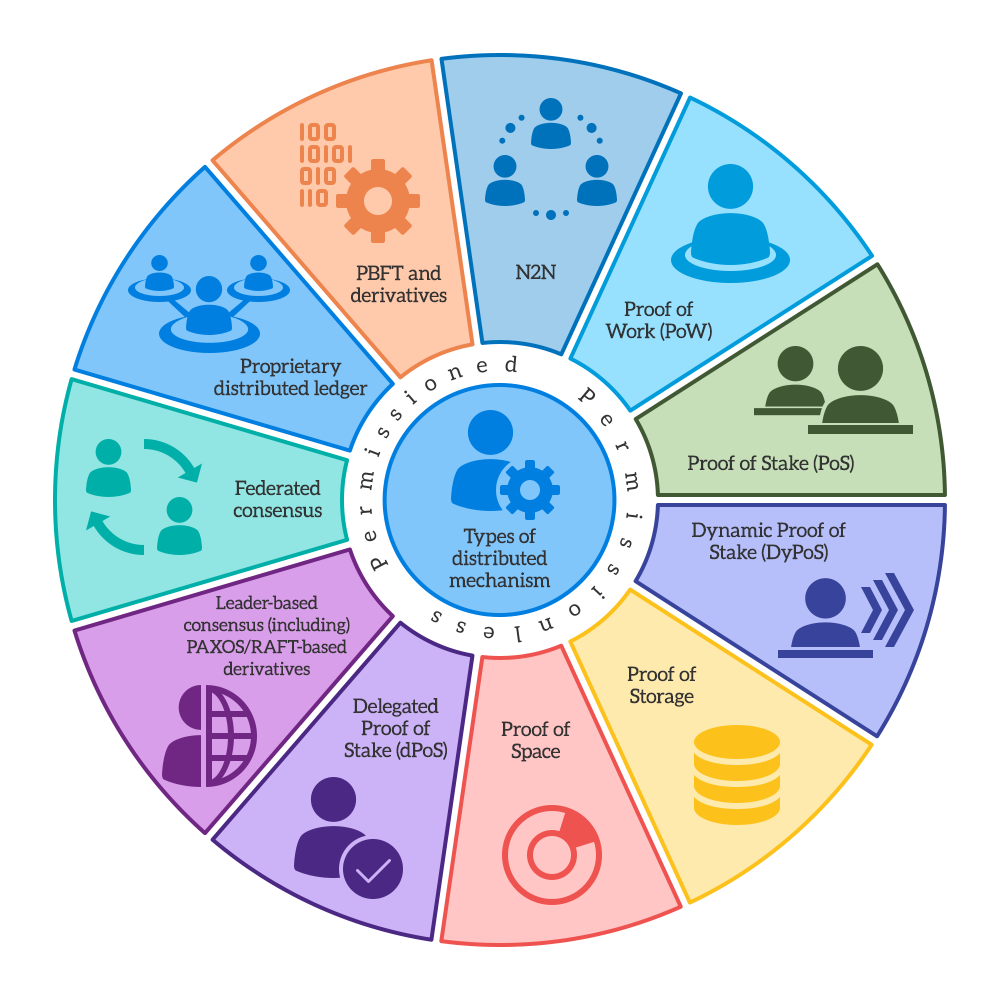 Types of
distributed
mechanism
Permissioned
Permissionless
N2N
Proof of
Work (PoW)
Proof of Stake (PoS)
Dynamic Proof of
Stake (DyPoS)
Proof of
Storage
Proof of
Space
Delegated
Proof of
Stake (dPoS)
Leader-based
consensus (including)
PAXOS/RAFT-based
derivatives
Federated
consensus
Proprietary
distributed ledger
100
10101
010
110
PBFT and
derivatives